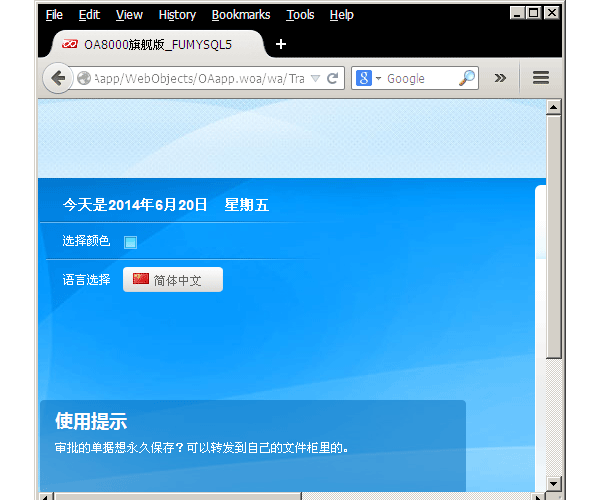 File Edit View History Bookmarks Tools Help
OA8000旗舰版_FUMYSQL5
app/WebObjects/OAapp.woa/wa/Tra
Google
今天是2014年6月20日 星期五
选择颜色
语言选择 简体中文
使用提示
审批的单据想永久保存？可以转发到自己的文件柜里的。